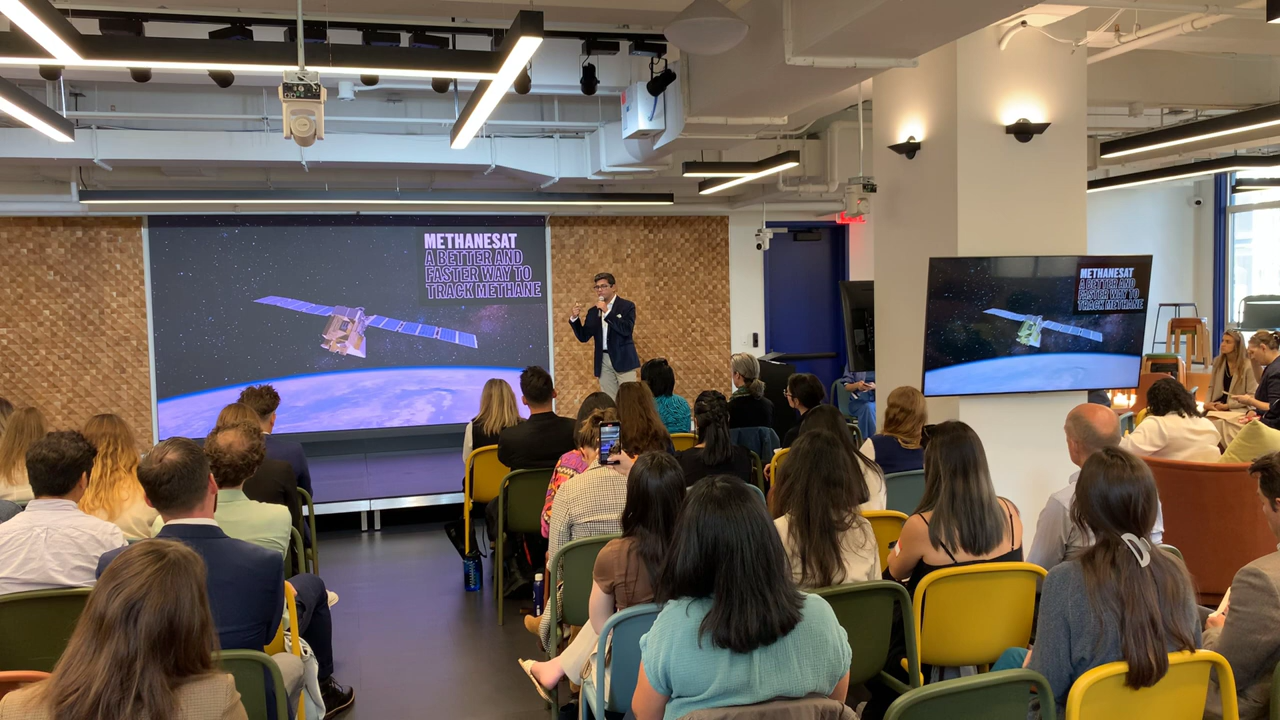 METHANESAT
A BETTER AND
FASTER WAY TO
TRACK METHANE
METHANESAT
A BETTER AND
FASTER WAY TO
TRACK METHANE